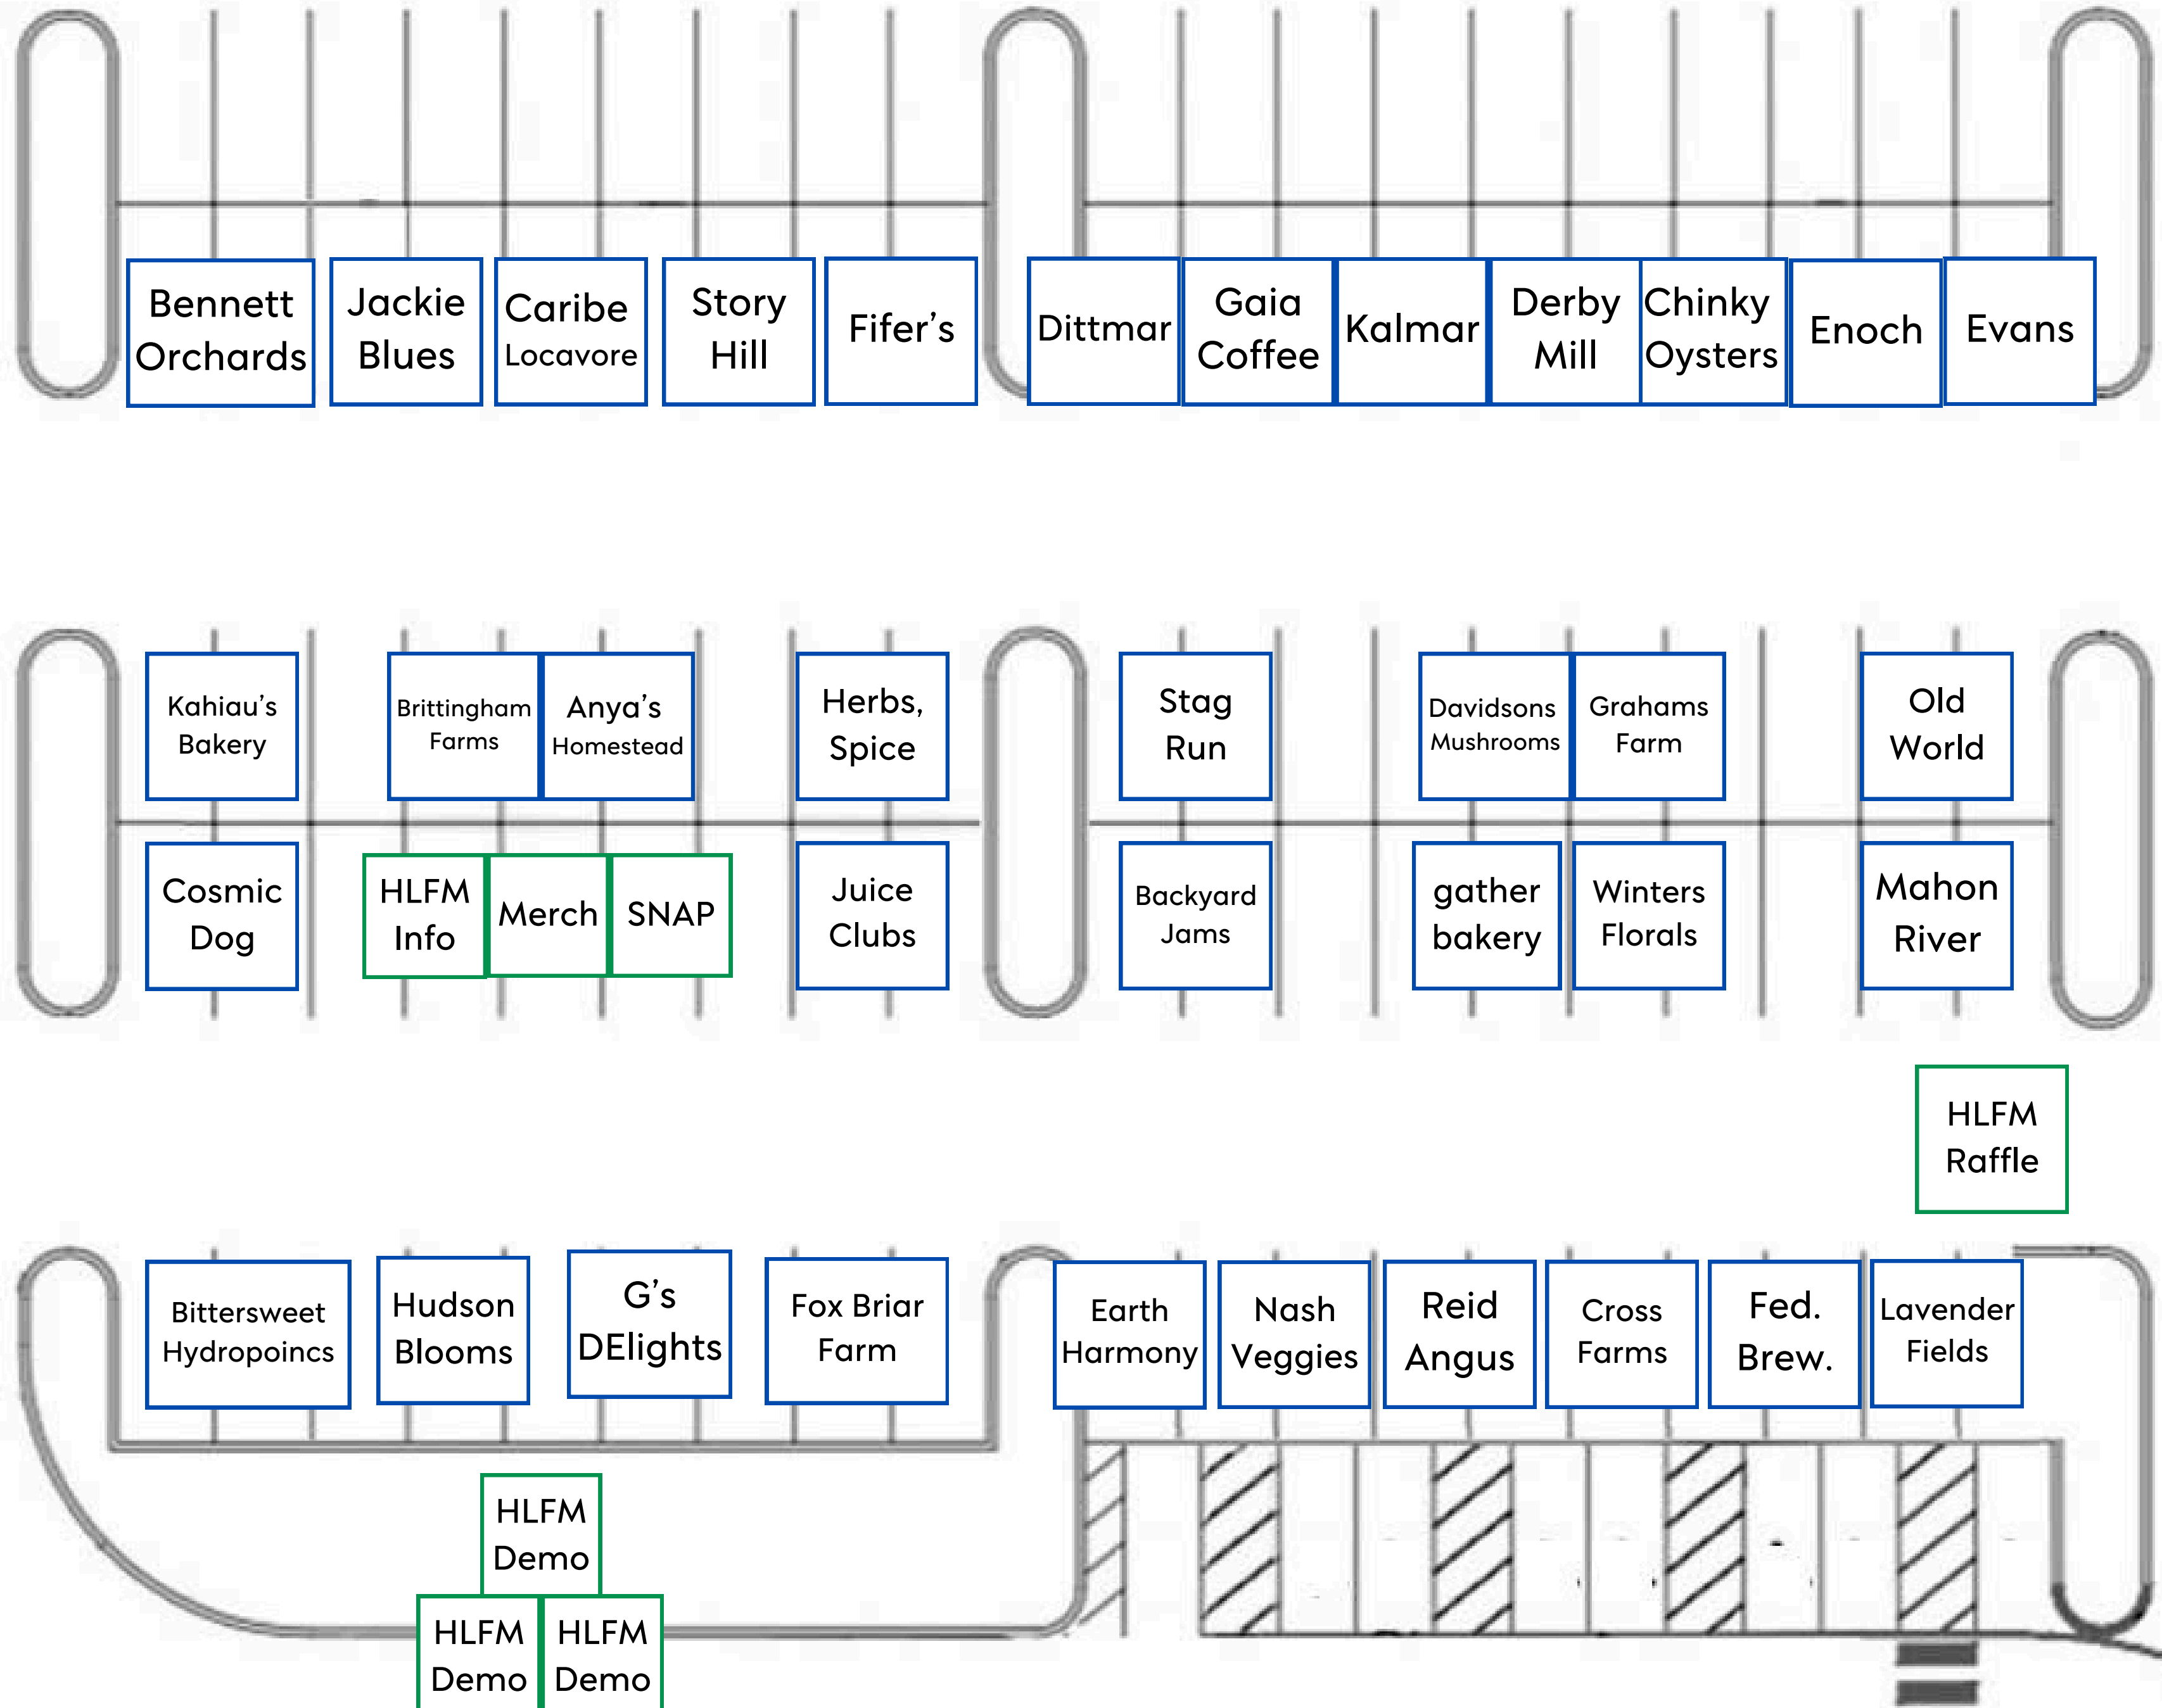 Bennett
Orchards
Jackie
Blues
Caribe
Locavore
Story
Hill
Fifer's
Dittmar
Gaia
Coffee
Kalmar
Derby
Mill
Chinky
Oysters
Enoch
Evans
Kahiau's
Bakery
Brittingham
Farms
Anya's
Homestead
Herbs,
Spice
Stag
Run
Davidsons
Mushrooms
Grahams
Farm
Old
World
Cosmic
Dog
HLFM
Info
Merch
SNAP
Juice
Clubs
Backyard
Jams
gather
bakery
Winters
Florals
Mahon
River
HLFM
Raffle
Bittersweet
Hydropoincs
Hudson
Blooms
G's
DElights
Fox Briar
Farm
Earth
Harmony
Nash
Veggies
Reid
Angus
Cross
Farms
Fed.
Brew.
Lavender
Fields
HLFM
Demo
HLFM
Demo
HLFM
Demo